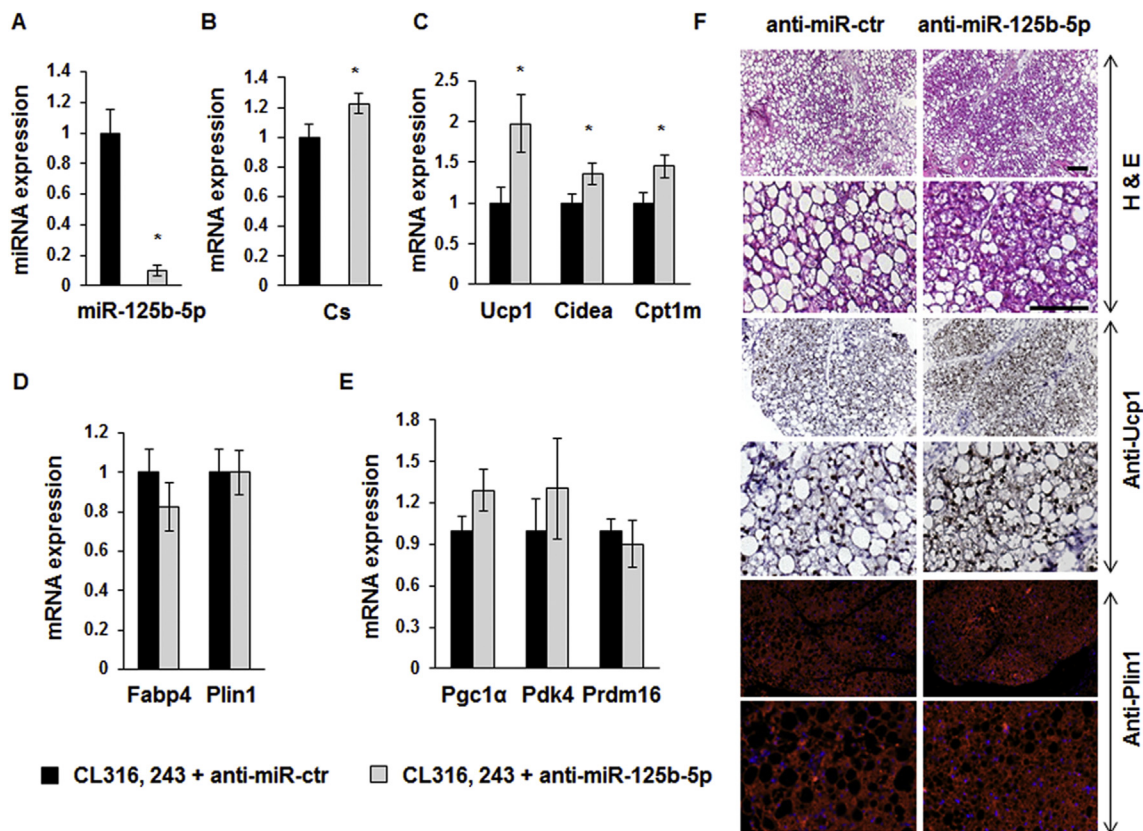 A
miRNA expression
1.4
1.2
1
0.8
0.6
0.4
0.2
0
*
miR-125b-5p
B
mRNA expression
1.4
1.2
1
0.8
0.6
0.4
0.2
0
*
Cs
C
mRNA expression
2.5
2
1.5
1
0.5
0
*
*
*
Ucp1 Cidea Cpt1m
D
mRNA expression
1.2
1
0.8
0.6
0.4
0.2
0
Fabp4 Plin1
E
mRNA expression
1.8
1.5
1.2
0.9
0.6
0.3
0
Pgc1α Pdk4 Prdm16
CL316, 243 + anti-miR-ctr
CL316, 243 + anti-miR-125b-5p
F
anti-miR-ctr anti-miR-125b-5p
H & E
Anti-Ucp1
Anti-Plin1